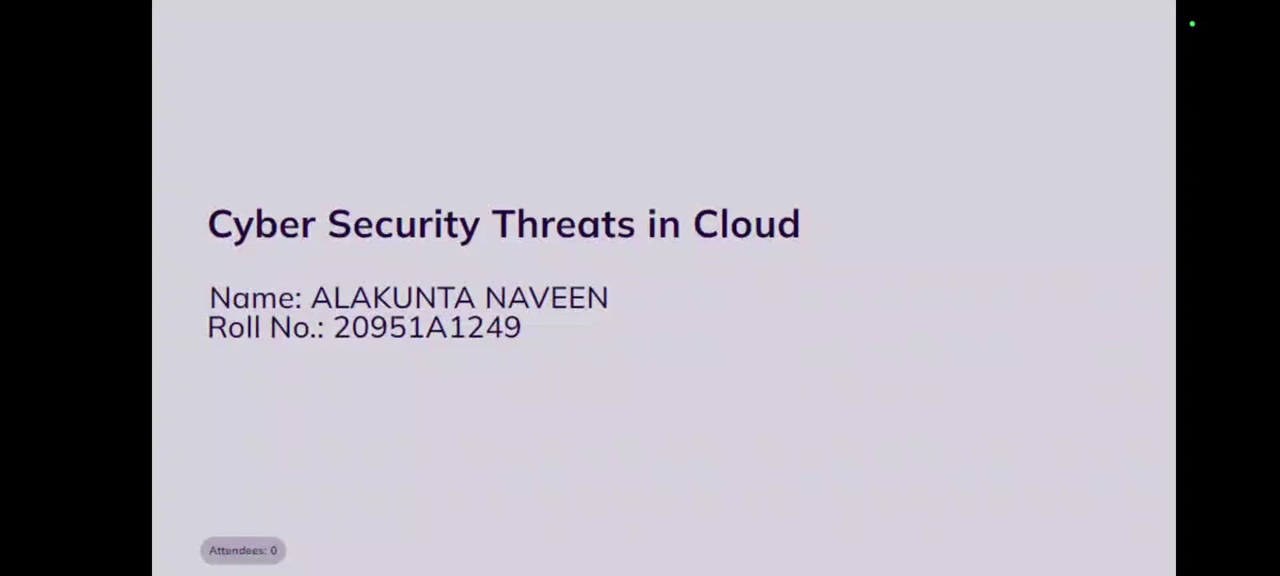 Cyber Security Threats in Cloud
Name: ALAKUNTA NAVEEN
Roll No.: 20951A1249
Attendees: 0